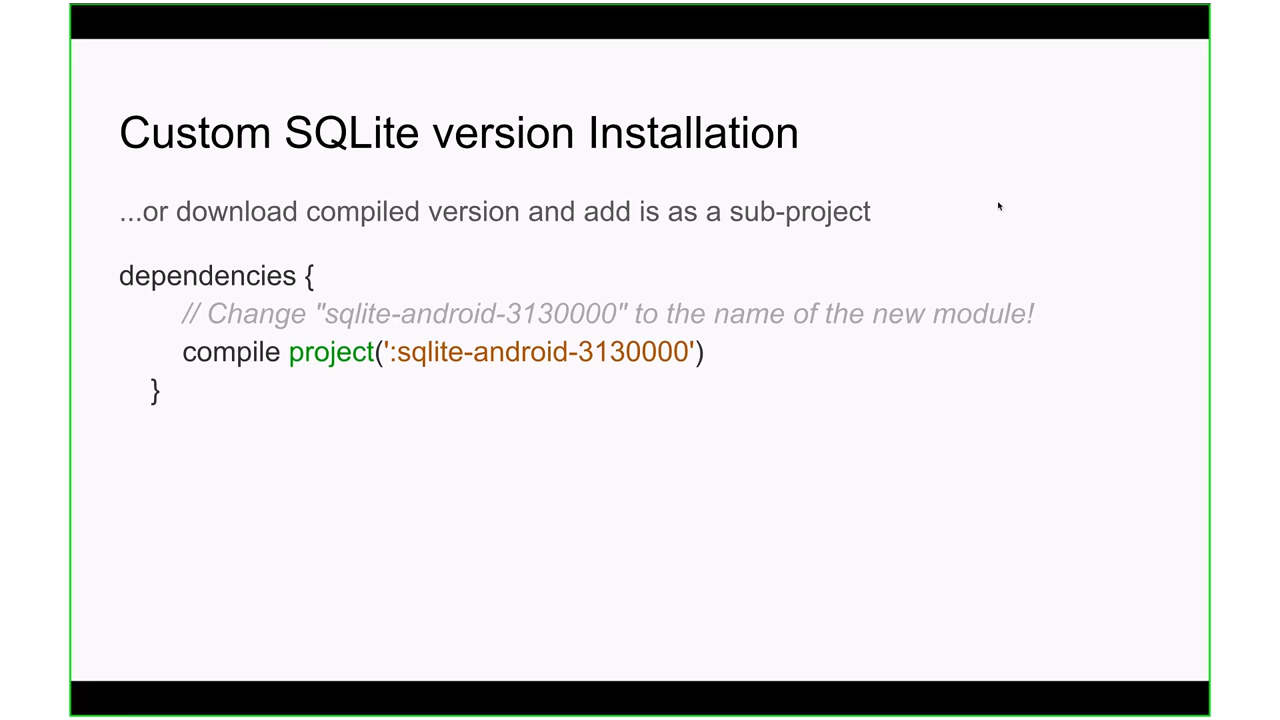 Custom SQLite version Installation
...or download compiled version and add is as a sub-project
dependencies {
// Change "sqlite-android-3130000" to the name of the new module!
compile project(':sqlite-android-3130000')
}